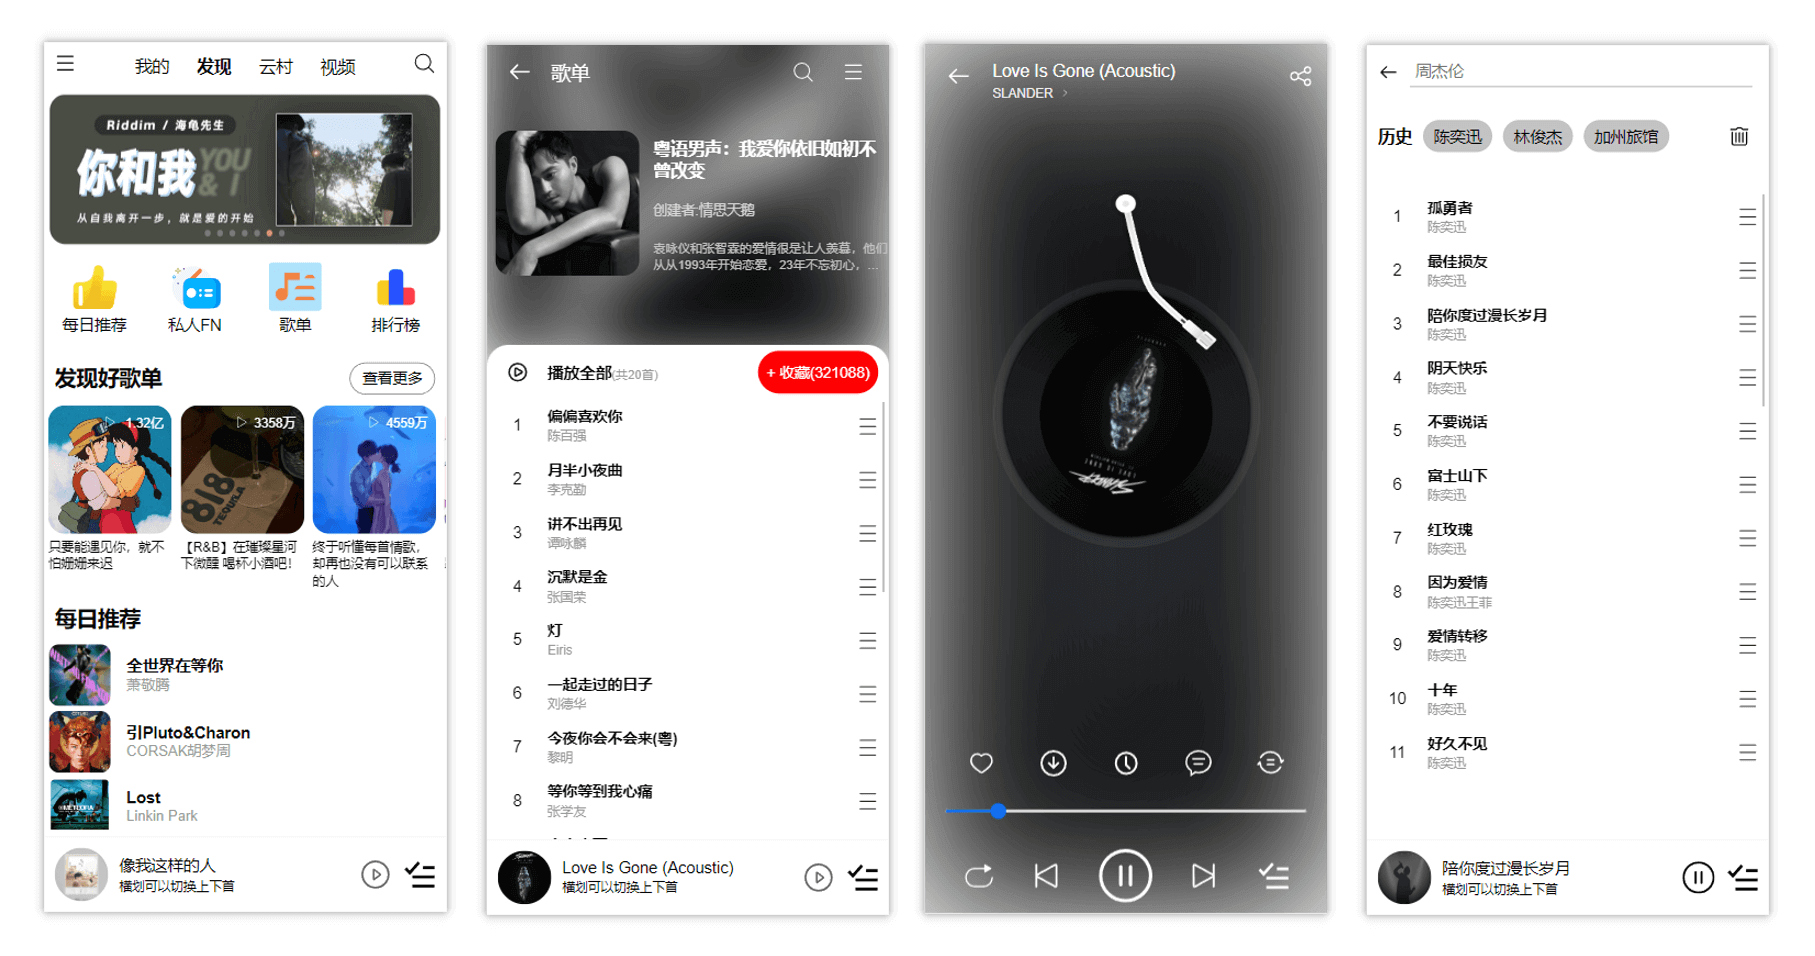 我的 发现 云村 视频
Riddim / 海龟先生
你和我
YOU
& I
从自我离开一步，就是爱的开始
每日推荐 私人FN 歌单 排行榜
发现好歌单 查看更多
1.32亿 3358万 4559万
818
TEQUILA
只要能遇见你，就不
怕姗姗来迟
【R&B】在璀璨星河
下微醺 喝杯小酒吧!
终于听懂每首情歌，
却再也没有可以联系
的人
每日推荐
全世界在等你
萧敬腾
引Pluto&Charon
CORSAK胡梦周
Lost
Linkin Park
METEORA
像我这样的人
横划可以切换上下首
歌单
粤语男声：我爱你依旧如初不
曾改变
创建者:情思天鹅
袁咏仪和张智霖的爱情很是让人羡慕，他们
从从1993年开始恋爱，23年不忘初心，...
播放全部(共20首) + 收藏(321088)
1 偏偏喜欢你
陈百强
2 月半小夜曲
李克勤
3 讲不出再见
谭咏麟
4 沉默是金
张国荣
5 灯
Eiris
6 一起走过的日子
刘德华
7 今夜你会不会来(粤)
黎明
8 等你等到我心痛
张学友
Love Is Gone (Acoustic)
横划可以切换上下首
Love Is Gone (Acoustic)
SLANDER
LOVE IS GONE
SLANDER
周杰伦
历史 陈奕迅 林俊杰 加州旅馆
1 孤勇者
陈奕迅
2 最佳损友
陈奕迅
3 陪你度过漫长岁月
陈奕迅
4 阴天快乐
陈奕迅
5 不要说话
陈奕迅
6 富士山下
陈奕迅
7 红玫瑰
陈奕迅
8 因为爱情
陈奕迅王菲
9 爱情转移
陈奕迅
10 十年
陈奕迅
11 好久不见
陈奕迅
陪你度过漫长岁月
横划可以切换上下首